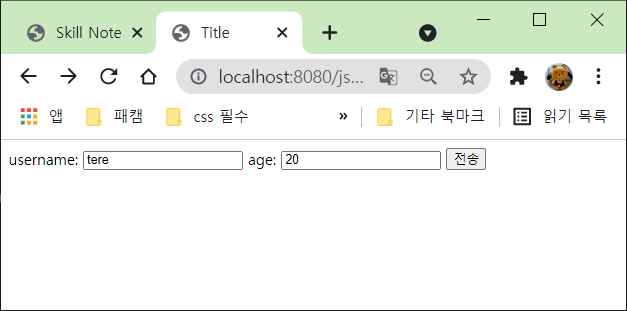 Skill Note
Title
localhost:8080/js...
앱 패캠 css 필수 » 기타 북마크 읽기 목록
username: tere age: 20 전송